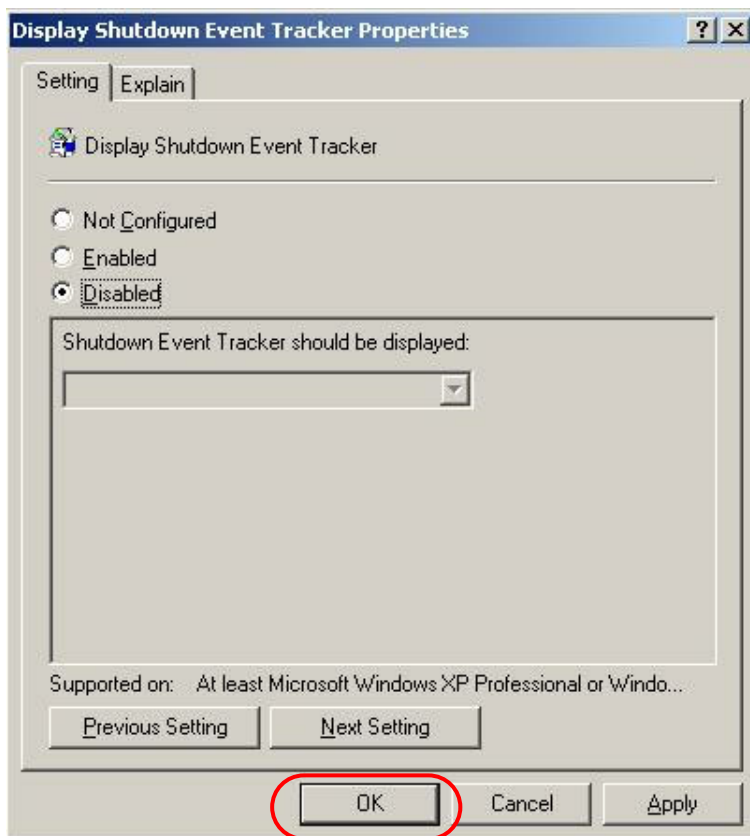 Display Shutdown Event Tracker Properties
Setting
Explain
Display Shutdown Event Tracker
Not Configured
Enabled
Disabled
Shutdown Event Tracker should be displayed:
Supported on: At least Microsoft Windows XP Professional or Windo...
Previous Setting
Next Setting
OK
Cancel
Apply